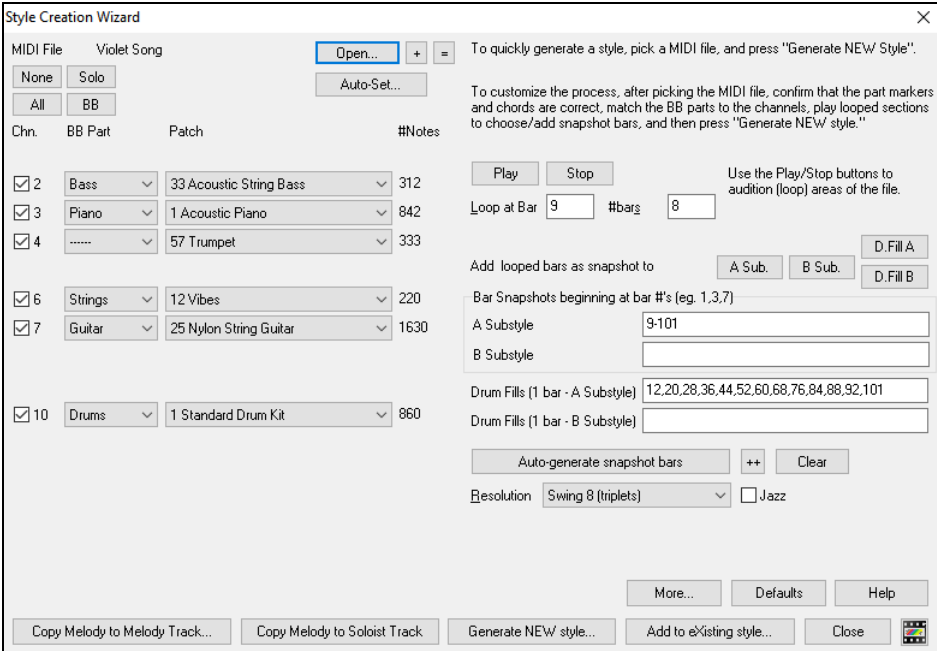 Style Creation Wizard
MIDI File Violet Song
Open... + =
None Solo
Auto-Set...
All BB
Chn. BB Part Patch #Notes
2 Bass 33 Acoustic String Bass 312
3 Piano 1 Acoustic Piano 842
4 ------ 57 Trumpet 333
6 Strings 12 Vibes 220
7 Guitar 25 Nylon String Guitar 1630
10 Drums 1 Standard Drum Kit 860
To quickly generate a style, pick a MIDI file, and press "Generate NEW Style".
To customize the process, after picking the MIDI file, confirm that the part markers
and chords are correct, match the BB parts to the channels, play looped sections
to choose/add snapshot bars, and then press "Generate NEW style."
Play Stop
Use the Play/Stop buttons to
audition (loop) areas of the file.
Loop at Bar 9 #bars 8
D.Fill A
Add looped bars as snapshot to A Sub. B Sub.
D.Fill B
Bar Snapshots beginning at bar #'s (eg. 1,3,7)
A Substyle 9-101
B Substyle
Drum Fills (1 bar - A Substyle) 12,20,28,36,44,52,60,68,76,84,88,92,101
Drum Fills (1 bar - B Substyle)
Auto-generate snapshot bars ++ Clear
Resolution Swing 8 (triplets) Jazz
More... Defaults Help
Copy Melody to Melody Track... Copy Melody to Soloist Track Generate NEW style... Add to eXisting style... Close